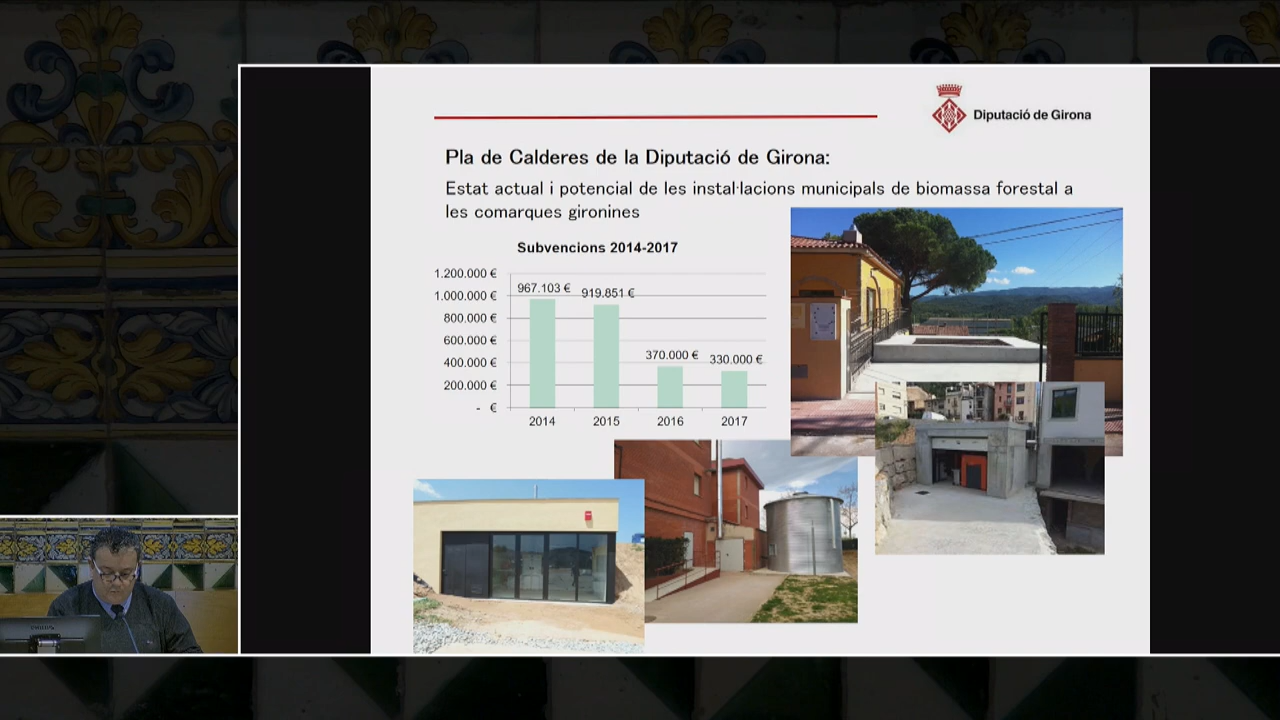 Diputació de Girona
Pla de Calderes de la Diputació de Girona:
Estat actual i potencial de les instal·lacions municipals de biomassa forestal a
les comarques gironines
Subvencions 2014-2017
1.200.000 €
1.000.000 €
800.000 €
600.000 €
400.000 €
200.000 €
- €
967.103 €
919.851 €
370.000 €
330.000 €
2014
2015
2016
2017
PHILIPS